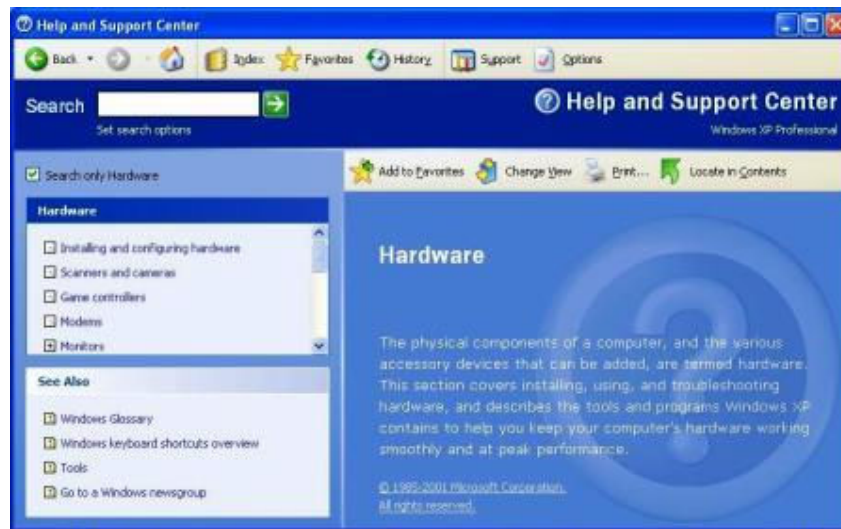 Help and Support Center
Back Index Favorites History Support Options
Search
Set search options
Help and Support Center
Windows XP Professional
Search only Hardware
Add to Favorites Change View Print... Locate in Contents
Hardware
Installing and configuring hardware
Scanners and cameras
Game controllers
Modems
Monitors
See Also
Windows Glossary
Windows keyboard shortcuts overview
Tools
Go to a Windows newsgroup
Hardware
The physical components of a computer, and the various
accessory devices that can be added, are termed hardware.
This section covers installing, using, and troubleshooting
hardware, and describes the tools and programs Windows XP
contains to help you keep your computer's hardware working
smoothly and at peak performance.
© 1985-2001 Microsoft Corporation.
All rights reserved.